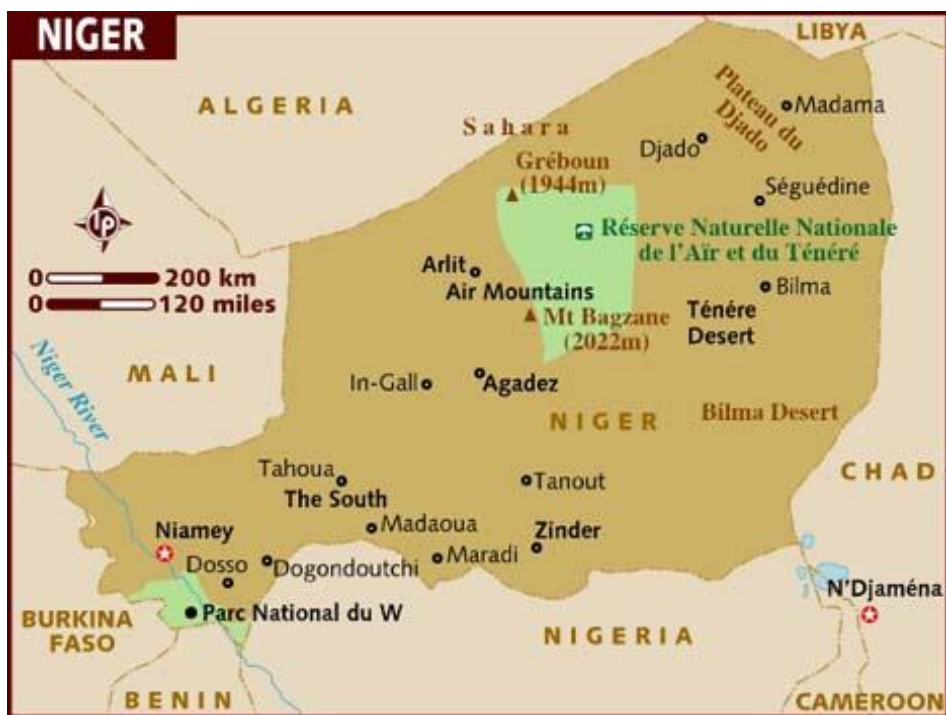 NIGER
LIBYA
ALGERIA
Sahara
Plateau du
Djado
Madama
Djado
Gréboun
(1944m)
Séguédine
lp
Réserve Naturelle Nationale
de l'Aïr et du Ténéré
0 200 km
0 120 miles
Arlit
Air Mountains
Bilma
Ténére
Desert
Mt Bagzane
(2022m)
Niger River
MALI
In-Gall
Agadez
NIGER
Bilma Desert
CHAD
Tahoua
The South
Tanout
Niamey
Madaoua
Zinder
Dosso
Dogondoutchi
Maradi
N'Djaména
Parc National du W
BURKINA
FASO
NIGERIA
BENIN
CAMEROON